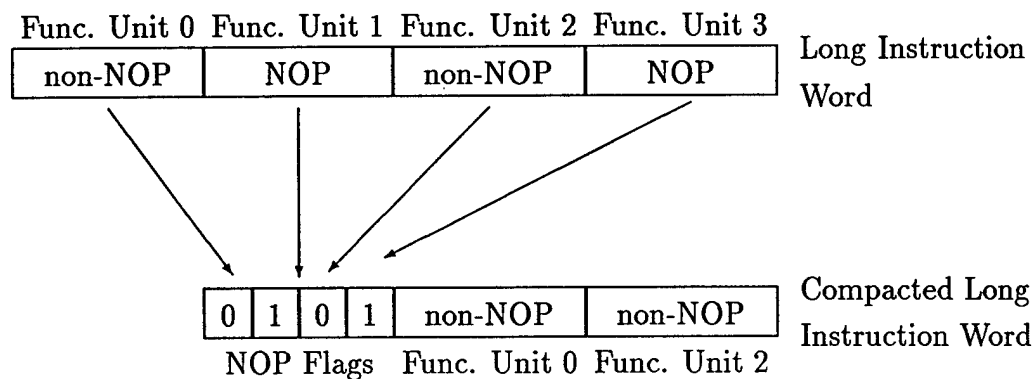 Func. Unit 0 Func. Unit 1 Func. Unit 2 Func. Unit 3
non-NOP NOP non-NOP NOP
Long Instruction
Word
0 1 0 1 non-NOP non-NOP
NOP Flags Func. Unit 0 Func. Unit 2
Compacted Long
Instruction Word